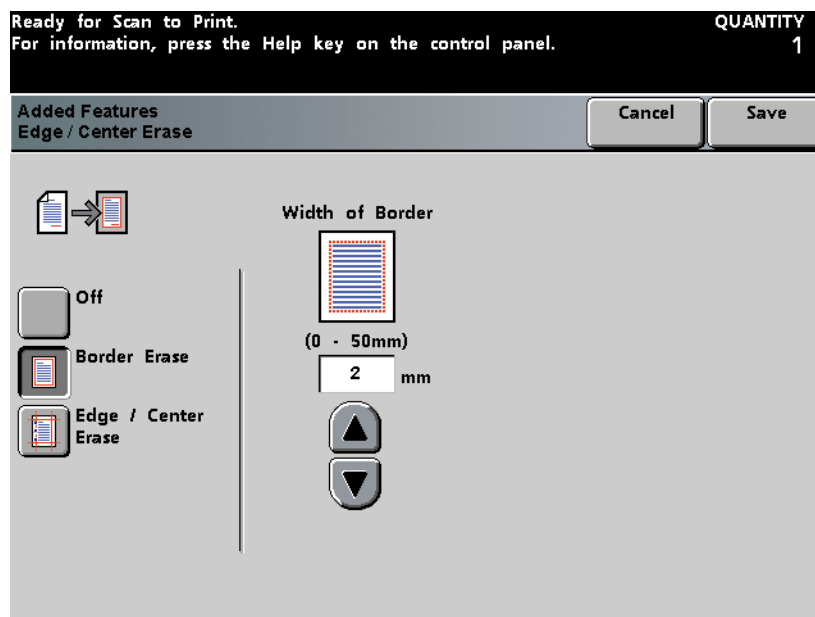 Ready for Scan to Print.
For information, press the Help key on the control panel.
QUANTITY
1
Added Features
Edge / Center Erase
Cancel
Save
Width of Border
Off
Border Erase
Edge / Center
Erase
(0 - 50mm)
2 mm